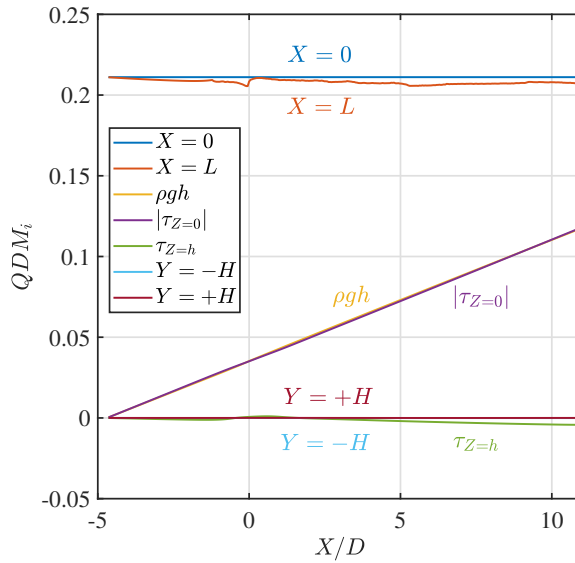 0.25
0.2
0.15
0.1
0.05
0
-0.05
QDM_i
X = 0
X = L
X = 0
X = L
ρgh
|τ_{Z=0}|
τ_{Z=h}
Y = −H
Y = +H
ρgh
|τ_{Z=0}|
Y = +H
Y = −H
τ_{Z=h}
-5 0 5 10
X/D